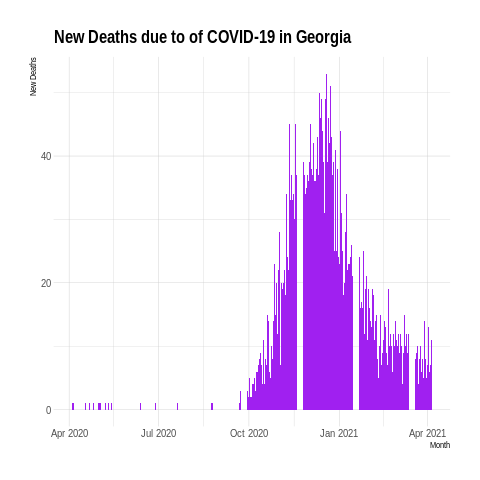 New Deaths due to of COVID-19 in Georgia
New Deaths
40
20
0
Apr 2020
Jul 2020
Oct 2020
Jan 2021
Apr 2021
Month